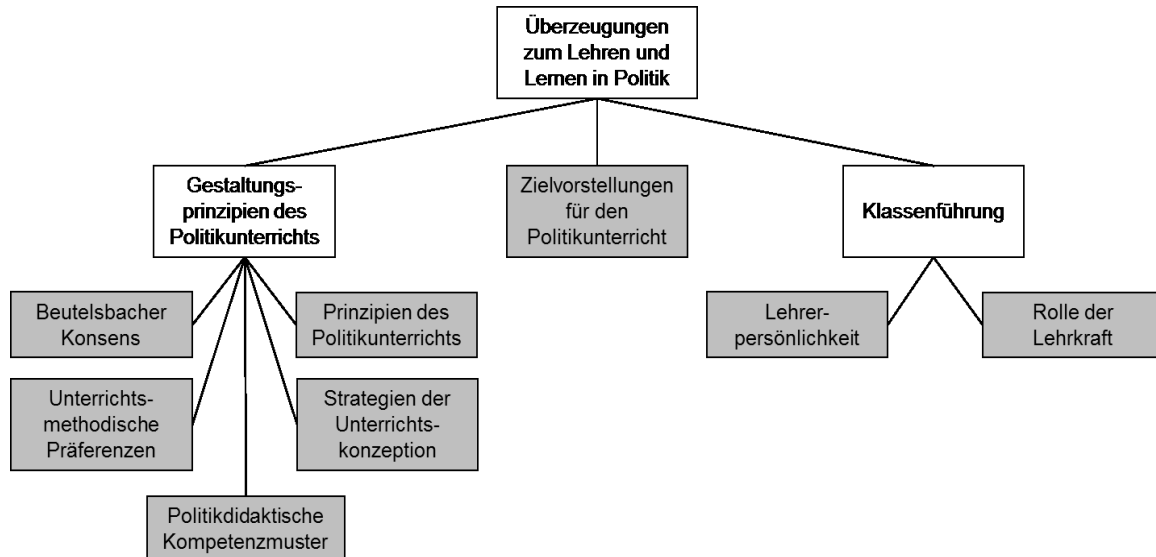 Überzeugungen
zum Lehren und
Lernen in Politik
Gestaltungs-
prinzipien des
Politikunterrichts
Zielvorstellungen
für den
Politikunterricht
Klassenführung
Beutelsbacher
Konsens
Prinzipien des
Politikunterrichts
Lehrer-
persönlichkeit
Rolle der
Lehrkraft
Unterrichts-
methodische
Präferenzen
Strategien der
Unterrichts-
konzeption
Politikdidaktische
Kompetenzmuster